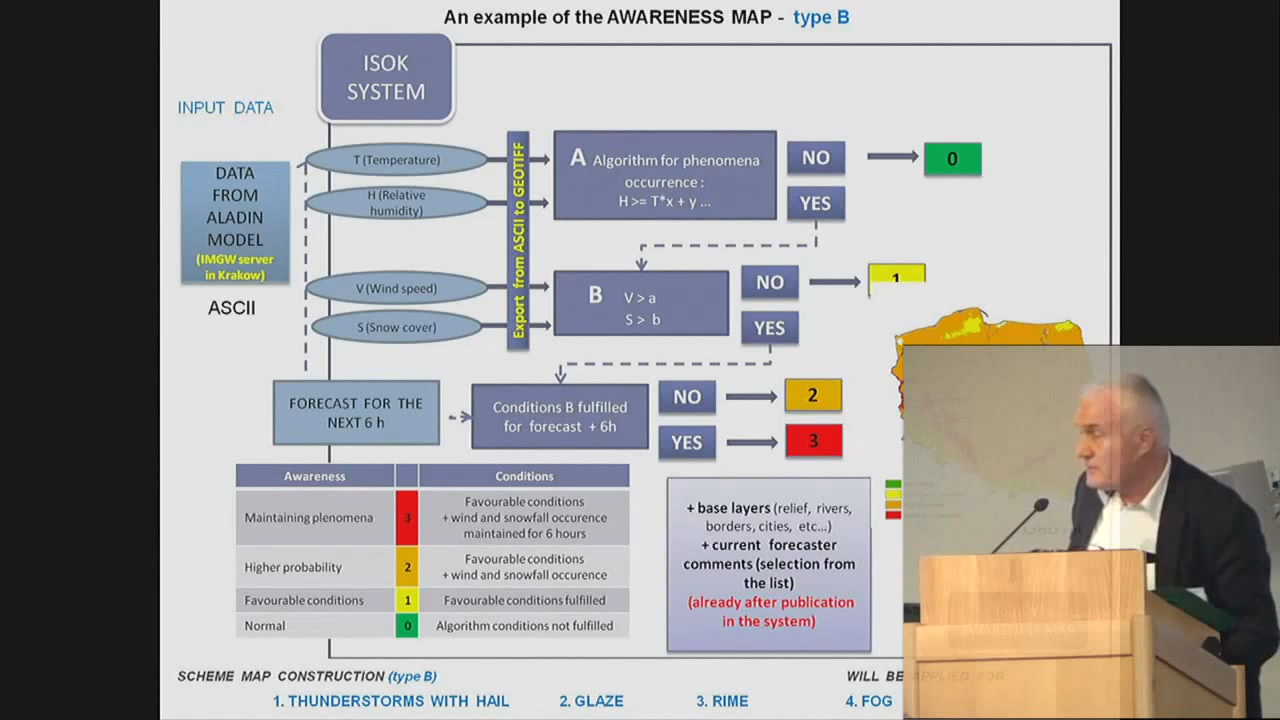 An example of the AWARENESS MAP - type B
ISOK
SYSTEM
INPUT DATA
DATA
FROM
ALADIN
MODEL
(IMGW server
in Krakow)
ASCII
T (Temperature)
H (Relative
humidity)
V (Wind speed)
S (Snow cover)
Export from ASCII to GEOTIFF
A Algorithm for phenomena
occurrence :
H >= T*x + y ...
NO
0
YES
B V > a
S > b
NO
1
YES
FORECAST FOR THE
NEXT 6 h
Conditions B fulfilled
for forecast + 6h
NO
2
YES
3
Awareness Conditions
Maintaining plenomena 3 Favourable conditions
+ wind and snowfall occurence
maintained for 6 hours
Higher probability 2 Favourable conditions
+ wind and snowfall occurence
Favourable conditions 1 Favourable conditions fulfilled
Normal 0 Algorithm conditions not fulfilled
+ base layers (relief, rivers,
borders, cities, etc...)
+ current forecaster
comments (selection from
the list)
(already after publication
in the system)
SCHEME MAP CONSTRUCTION (type B)
WILL BE APPLIED FOR
1. THUNDERSTORMS WITH HAIL 2. GLAZE 3. RIME 4. FOG
AWARENESS MAP